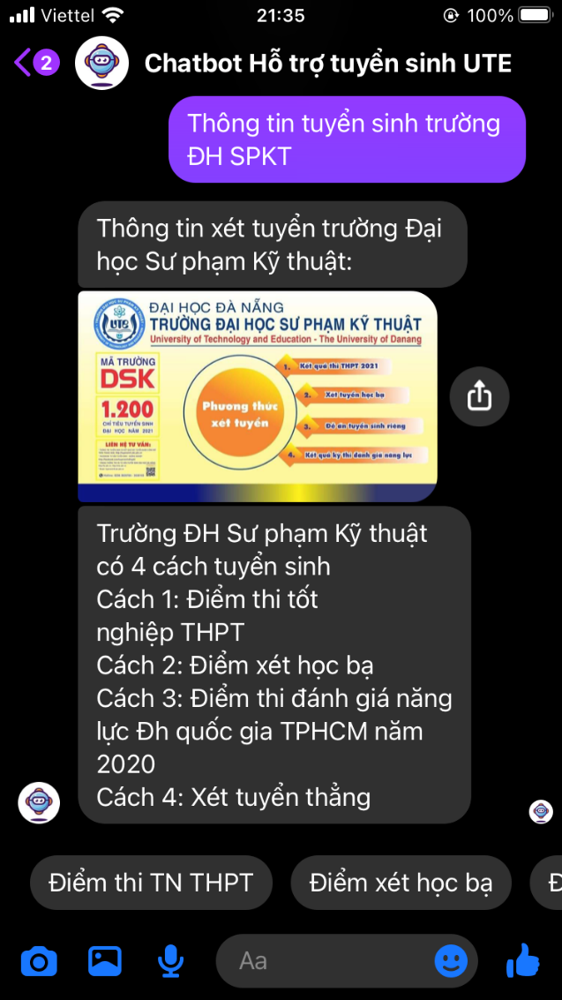 Viettel
21:35
100%
2
Chatbot Hỗ trợ tuyển sinh UTE
Thông tin tuyển sinh trường
ĐH SPKT
Thông tin xét tuyển trường Đại
học Sư phạm Kỹ thuật:
UTE
ĐẠI HỌC ĐÀ NẴNG
TRƯỜNG ĐẠI HỌC SƯ PHẠM KỸ THUẬT
University of Technology and Education - The University of Danang
MÃ TRƯỜNG
DSK
1.200
CHỈ TIÊU TUYỂN SINH
ĐẠI HỌC NĂM 2021
LIÊN HỆ TƯ VẤN:
Phương thức
xét tuyển
1. Kết quả thi THPT 2021
2. Xét tuyển học bạ
3. Đề án tuyển sinh riêng
4. Kết quả kỳ thi đánh giá năng lực
Trường ĐH Sư phạm Kỹ thuật
có 4 cách tuyển sinh
Cách 1: Điểm thi tốt
nghiệp THPT
Cách 2: Điểm xét học bạ
Cách 3: Điểm thi đánh giá năng
lực Đh quốc gia TPHCM năm
2020
Cách 4: Xét tuyển thẳng
Điểm thi TN THPT
Điểm xét học bạ
Aa